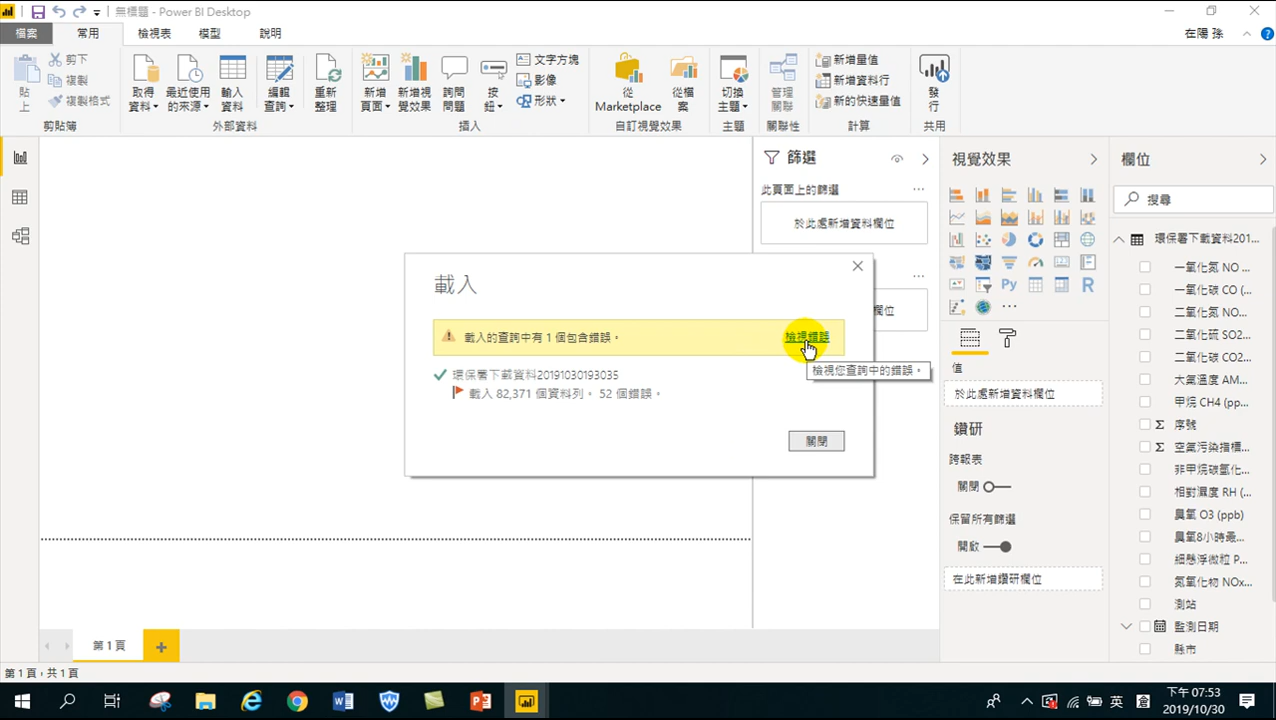 無標題 - Power BI Desktop
檔案
常用
檢視表
模型
說明
在陽 孫
貼上
剪下
複製
複製格式
剪貼簿
取得資料
最近使用的來源
輸入資料
編輯查詢
重新整理
外部資料
新增頁面
新增視覺效果
詢問問題
按鈕
文字方塊
影像
形狀
插入
從 Marketplace
從檔案
自訂視覺效果
切換主題
主題
管理關聯
關聯性
新增量值
新增資料行
新的快速量值
計算
發行
共用
篩選
此頁面上的篩選
於此處新增資料欄位
欄位
載入
載入的查詢中有 1 個包含錯誤。
檢視錯誤
檢視您查詢中的錯誤。
環保署下載資料20191030193035
載入 82,371 個資料列。 52 個錯誤。
關閉
視覺效果
Py
R
值
於此處新增資料欄位
鑽研
跨報表
關閉
保留所有篩選
開啟
在此新增鑽研欄位
欄位
搜尋
環保署下載資料201...
一氧化氮 NO ...
一氧化碳 CO (...
二氧化氮 NO...
二氧化硫 SO2...
二氧化碳 CO2...
大氣溫度 AM...
甲烷 CH4 (pp...
序號
空氣污染指標...
非甲烷碳氫化...
相對濕度 RH (...
臭氧 O3 (ppb)
臭氧8小時最...
細懸浮微粒 P...
氮氧化物 NOx...
測站
監測日期
縣市
第 1 頁
第 1 頁，共 1 頁
英
下午 07:53
2019/10/30